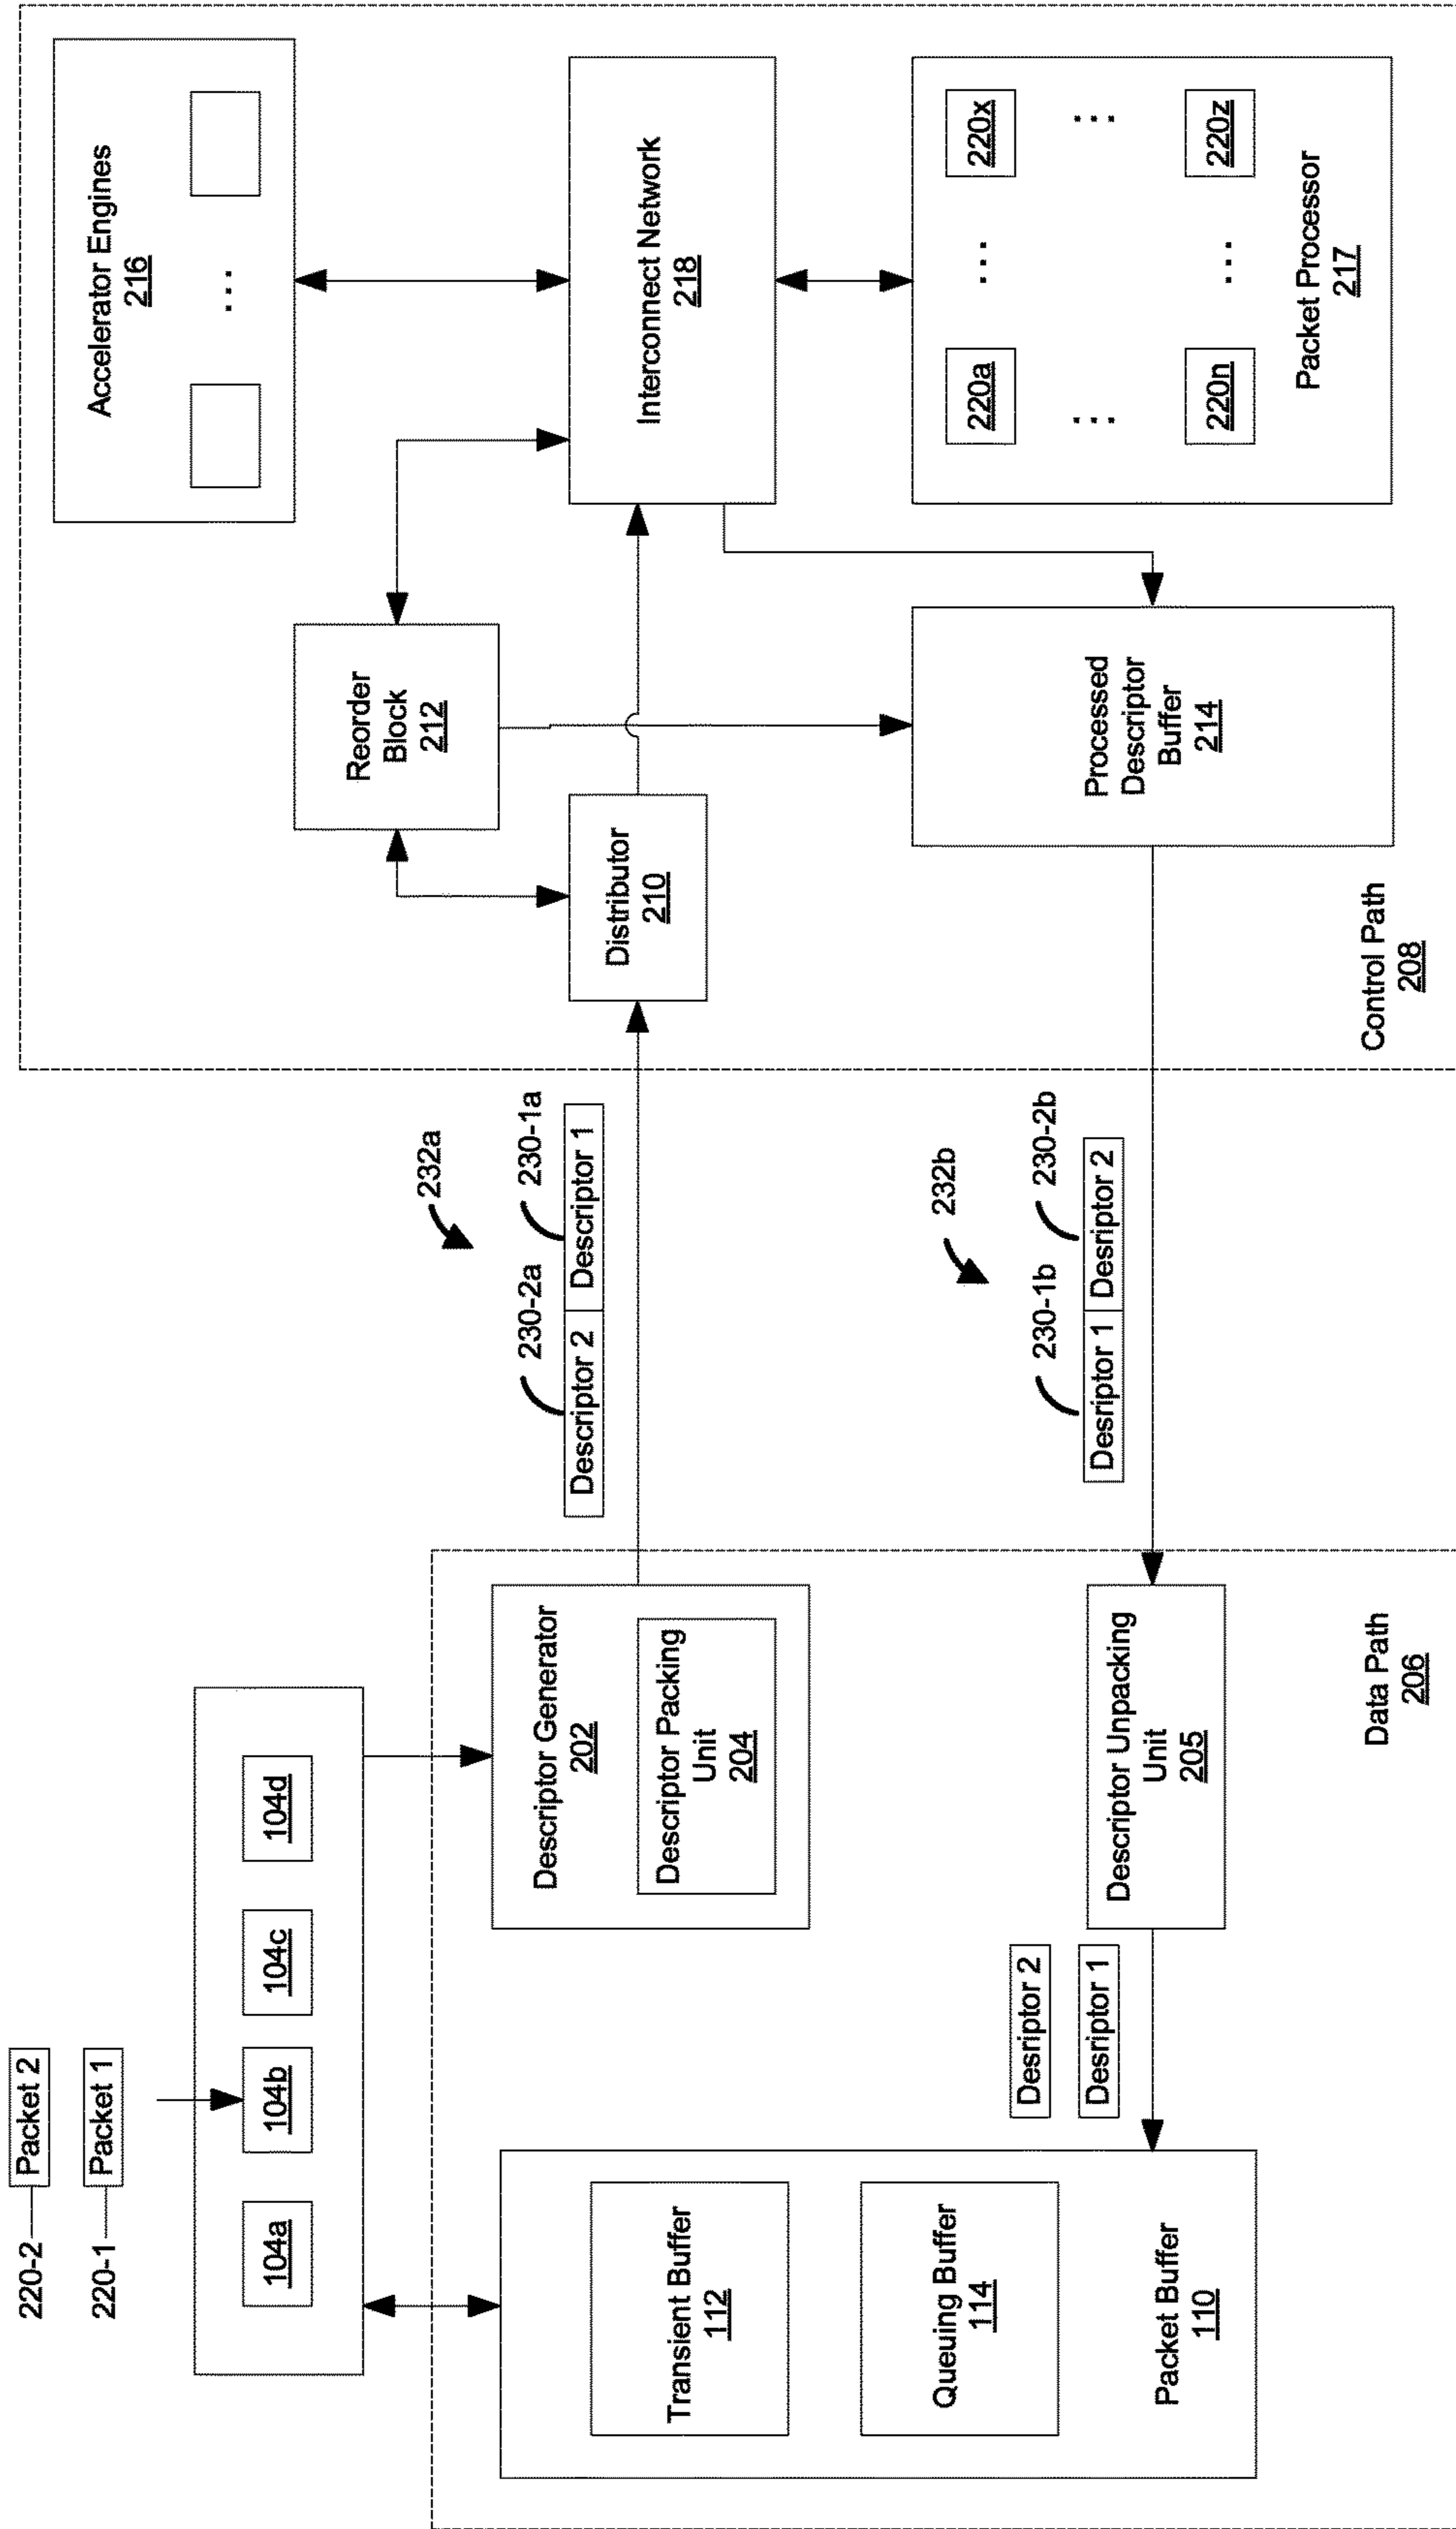 220-2
Packet 2
220-1
Packet 1
104a
104b
104c
104d
Transient Buffer
112
Queuing Buffer
114
Packet Buffer
110
Descriptor Generator
202
Descriptor Packing
Unit
204
Desriptor 2
Desriptor 1
Descriptor Unpacking
Unit
205
Data Path
206
232a
230-2a
230-1a
Descriptor 2
Descriptor 1
232b
230-1b
230-2b
Desriptor 1
Desriptor 2
Distributor
210
Reorder
Block
212
Processed
Descriptor
Buffer
214
Control Path
208
Accelerator Engines
216
...
Interconnect Network
218
220a
...
220x
...
...
220n
...
220z
Packet Processor
217